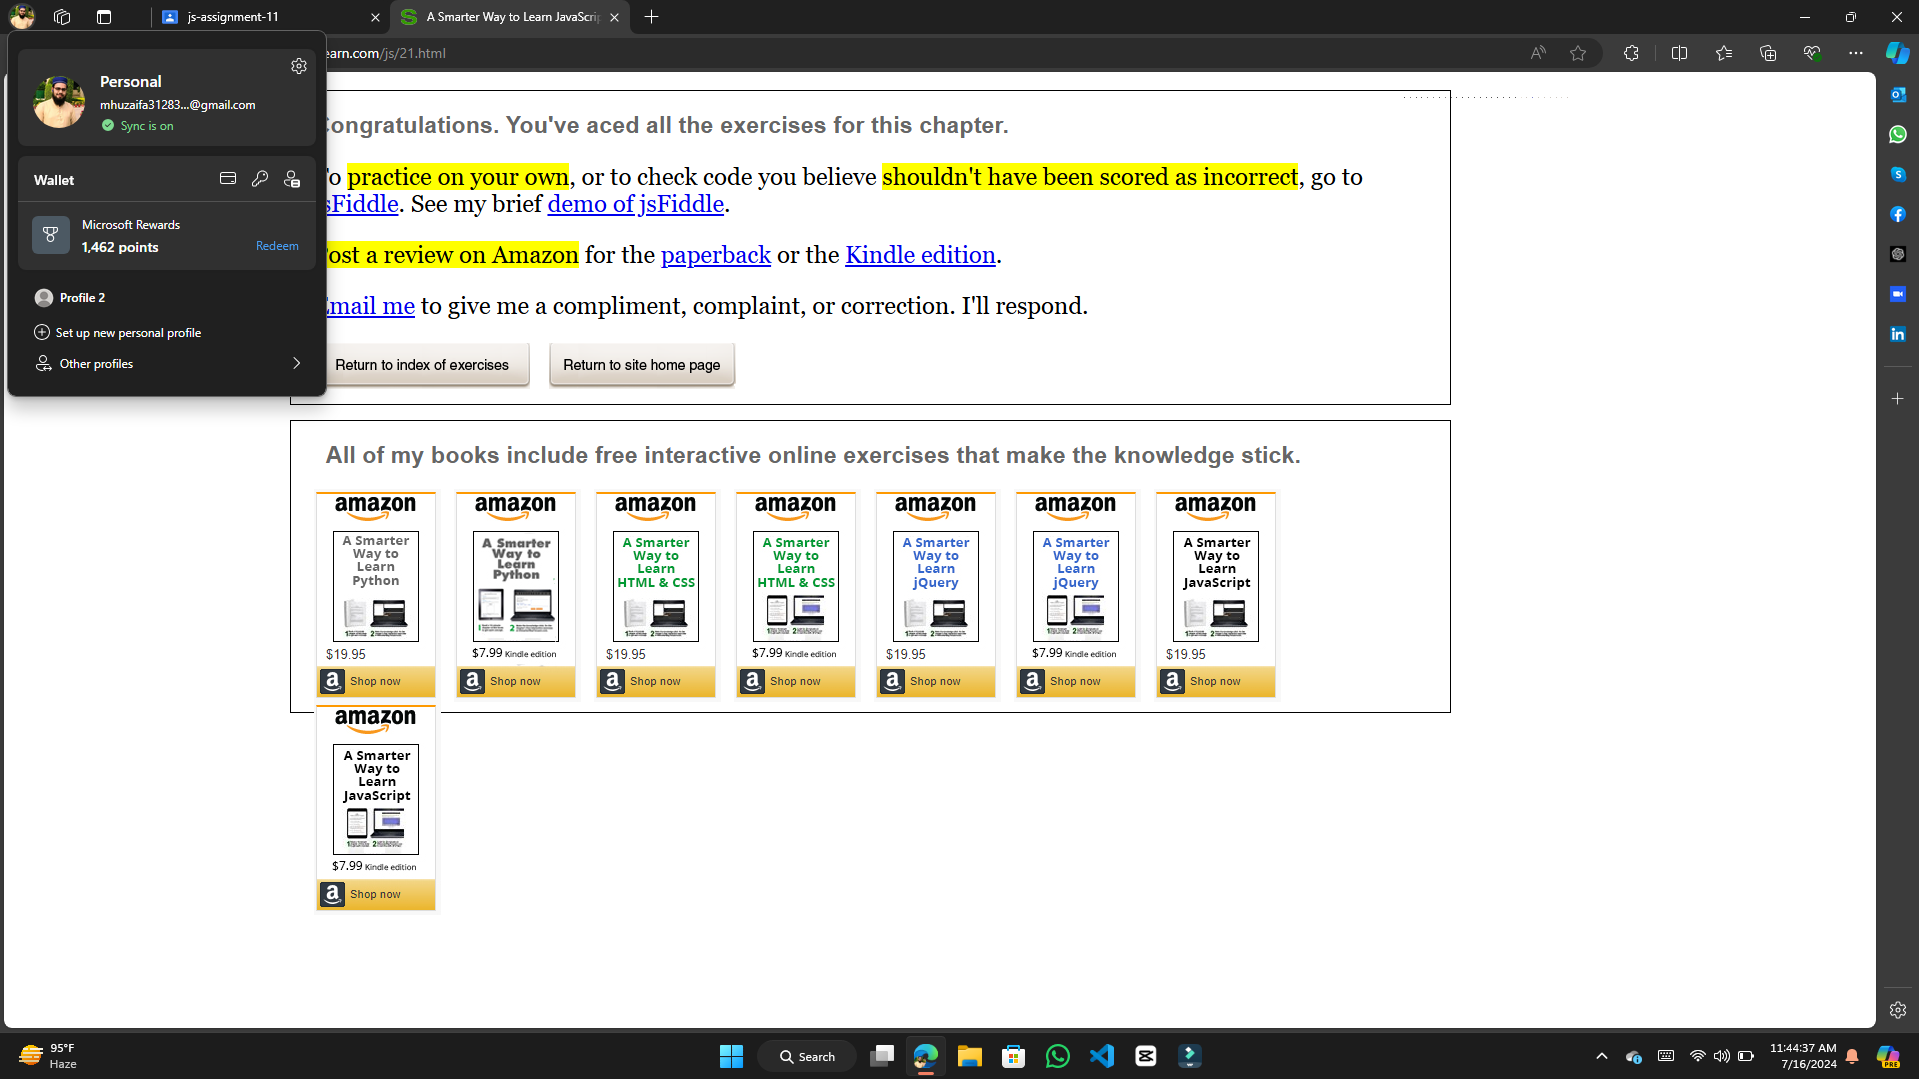 js-assignment-11
A Smarter Way to Learn JavaScrip
earn.com/js/21.html
Personal
mhuzaifa31283...@gmail.com
Sync is on
Wallet
Microsoft Rewards
1,462 points
Redeem
Profile 2
Set up new personal profile
Other profiles
ongratulations. You've aced all the exercises for this chapter.
o practice on your own, or to check code you believe shouldn't have been scored as incorrect, go to
sFiddle. See my brief demo of jsFiddle.
ost a review on Amazon for the paperback or the Kindle edition.
mail me to give me a compliment, complaint, or correction. I'll respond.
Return to index of exercises
Return to site home page
All of my books include free interactive online exercises that make the knowledge stick.
amazon
A Smarter
Way to
Learn
Python
$19.95
Shop now
amazon
A Smarter
Way to
Learn
Python
$7.99 Kindle edition
Shop now
amazon
A Smarter
Way to
Learn
HTML & CSS
$19.95
Shop now
amazon
A Smarter
Way to
Learn
HTML & CSS
$7.99 Kindle edition
Shop now
amazon
A Smarter
Way to
Learn
jQuery
$19.95
Shop now
amazon
A Smarter
Way to
Learn
jQuery
$7.99 Kindle edition
Shop now
amazon
A Smarter
Way to
Learn
JavaScript
$19.95
Shop now
amazon
A Smarter
Way to
Learn
JavaScript
$7.99 Kindle edition
Shop now
95°F
Haze
Search
11:44:37 AM
7/16/2024
PRE